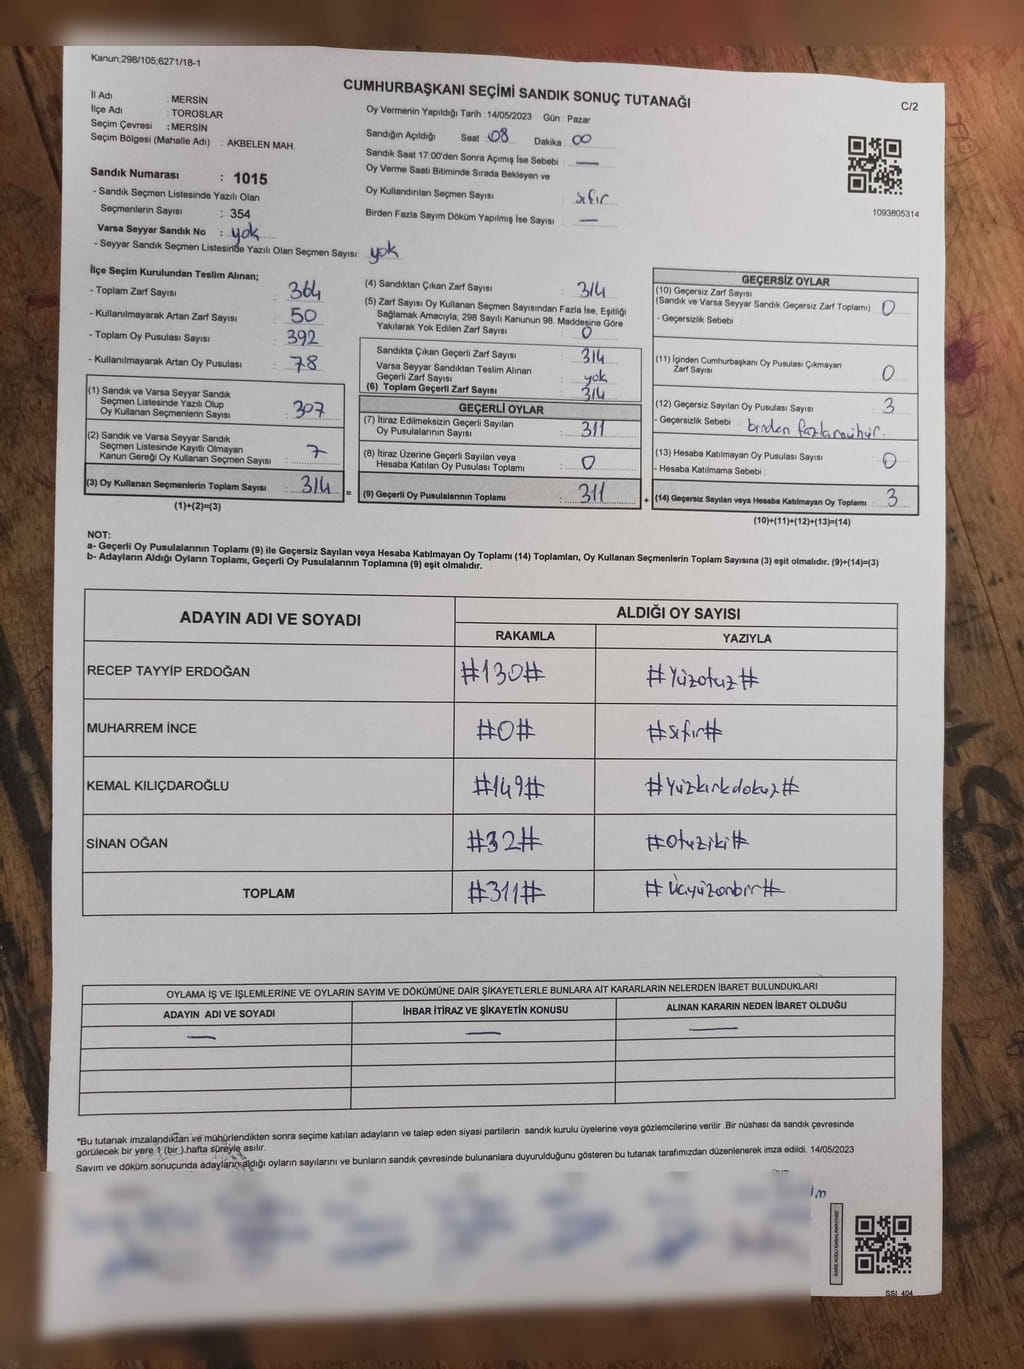 Kanun;298/105;6271/18-1
CUMHURBAŞKANI SEÇİMİ SANDIK SONUÇ TUTANAĞI
C/2
İl Adı : MERSİN
İlçe Adı : TOROSLAR
Seçim Çevresi : MERSİN
Seçim Bölgesi (Mahalle Adı) : AKBELEN MAH.
Sandık Numarası : 1015
- Sandık Seçmen Listesinde Yazılı Olan
Seçmenlerin Sayısı : 354
Varsa Seyyar Sandık No : yok
- Seyyar Sandık Seçmen Listesinde Yazılı Olan Seçmen Sayısı: yok
Oy Vermenin Yapıldığı Tarih :14/05/2023 Gün : Pazar
Sandığın Açıldığı Saat : 08 Dakika : 00
Sandık Saat 17:00'den Sonra Açımış İse Sebebi : —
Oy Verme Saati Bitiminde Sırada Bekleyen ve
Oy Kullandırılan Seçmen Sayısı : sıfır
Birden Fazla Sayım Döküm Yapılmış İse Sayısı : —
1093805314
İlçe Seçim Kurulundan Teslim Alınan;
- Toplam Zarf Sayısı : 364
- Kullanılmayarak Artan Zarf Sayısı : 50
- Toplam Oy Pusulası Sayısı : 392
- Kullanılmayarak Artan Oy Pusulası : 78
(1) Sandık ve Varsa Seyyar Sandık
Seçmen Listesinde Yazılı Olup
Oy Kullanan Seçmenlerin Sayısı : 307
(2) Sandık ve Varsa Seyyar Sandık
Seçmen Listesinde Kayıtlı Olmayan
Kanun Gereği Oy Kullanan Seçmen Sayısı : 7
(3) Oy Kullanan Seçmenlerin Toplam Sayısı : 314 =
(1)+(2)=(3)
(4) Sandıktan Çıkan Zarf Sayısı : 314
(5) Zarf Sayısı Oy Kullanan Seçmen Sayısından Fazla İse, Eşitliği
Sağlamak Amacıyla, 298 Sayılı Kanunun 98. Maddesine Göre
Yakılarak Yok Edilen Zarf Sayısı : 0
Sandıkta Çıkan Geçerli Zarf Sayısı : 314
Varsa Seyyar Sandıktan Teslim Alınan
Geçerli Zarf Sayısı : yok
(6) Toplam Geçerli Zarf Sayısı : 314
GEÇERLİ OYLAR
(7) İtiraz Edilmeksizin Geçerli Sayılan
Oy Pusulalarının Sayısı : 311
(8) İtiraz Üzerine Geçerli Sayılan veya
Hesaba Katılan Oy Pusulası Toplamı : 0
(9) Geçerli Oy Pusulalarının Toplamı : 311 +
GEÇERSİZ OYLAR
(10) Geçersiz Zarf Sayısı
(Sandık ve Varsa Seyyar Sandık Geçersiz Zarf Toplamı) : 0
- Geçersizlik Sebebi :
(11) İçinden Cumhurbaşkanı Oy Pusulası Çıkmayan
Zarf Sayısı : 0
(12) Geçersiz Sayılan Oy Pusulası Sayısı : 3
- Geçersizlik Sebebi : birden fazla mühür.
(13) Hesaba Katılmayan Oy Pusulası Sayısı : 0
- Hesaba Katılmama Sebebi :
(14) Geçersiz Sayılan veya Hesaba Katılmayan Oy Toplamı : 3
(10)+(11)+(12)+(13)=(14)
NOT:
a- Geçerli Oy Pusulalarının Toplamı (9) ile Geçersiz Sayılan veya Hesaba Katılmayan Oy Toplamı (14) Toplamları, Oy Kullanan Seçmenlerin Toplam Sayısına (3) eşit olmalıdır. (9)+(14)=(3)
b- Adayların Aldığı Oyların Toplamı, Geçerli Oy Pusulalarının Toplamına (9) eşit olmalıdır.
ADAYIN ADI VE SOYADI ALDIĞI OY SAYISI
RAKAMLA YAZIYLA
RECEP TAYYİP ERDOĞAN #130# #Yüzotuz#
MUHARREM İNCE #0# #sıfır#
KEMAL KILIÇDAROĞLU #149# #Yüzkırkdokuz#
SİNAN OĞAN #32# #Otuziki#
TOPLAM #311# #Üçyüzonbir#
OYLAMA İŞ VE İŞLEMLERİNE VE OYLARIN SAYIM VE DÖKÜMÜNE DAİR ŞİKAYETLERLE BUNLARA AİT KARARLARIN NELERDEN İBARET BULUNDUKLARI
ADAYIN ADI VE SOYADI İHBAR İTİRAZ VE ŞİKAYETİN KONUSU ALINAN KARARIN NEDEN İBARET OLDUĞU
— — —
*Bu tutanak imzalandıktan ve mühürlendikten sonra seçime katılan adayların ve talep eden siyasi partilerin sandık kurulu üyelerine veya gözlemcilerine verilir .Bir nüshası da sandık çevresinde
görülecek bir yere 1 (bir ) hafta süreyle asılır.
Sayım ve döküm sonucunda adayların aldığı oyların sayılarını ve bunların sandık çevresinde bulunanlara duyurulduğunu gösteren bu tutanak tarafımızdan düzenlenerek imza edildi. 14/05/2023
SSI_404